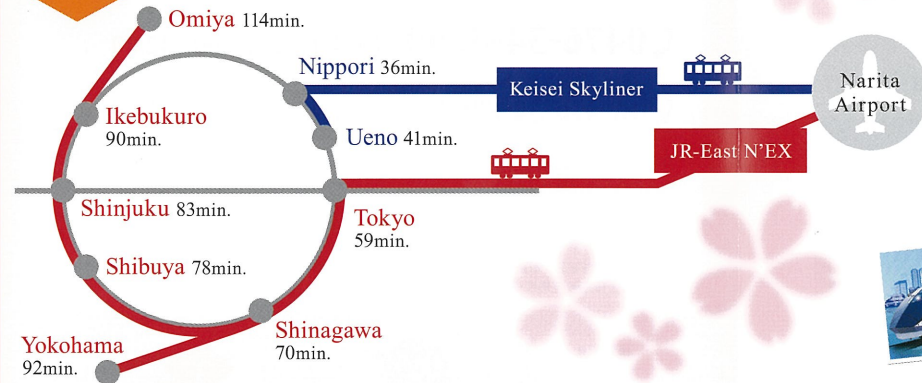 Omiya 114min.
Nippori 36min.
Keisei Skyliner
Narita
Airport
Ikebukuro
90min.
Ueno 41min.
JR-East N'EX
Shinjuku 83min.
Tokyo
59min.
Shibuya 78min.
Shinagawa
70min.
Yokohama
92min.